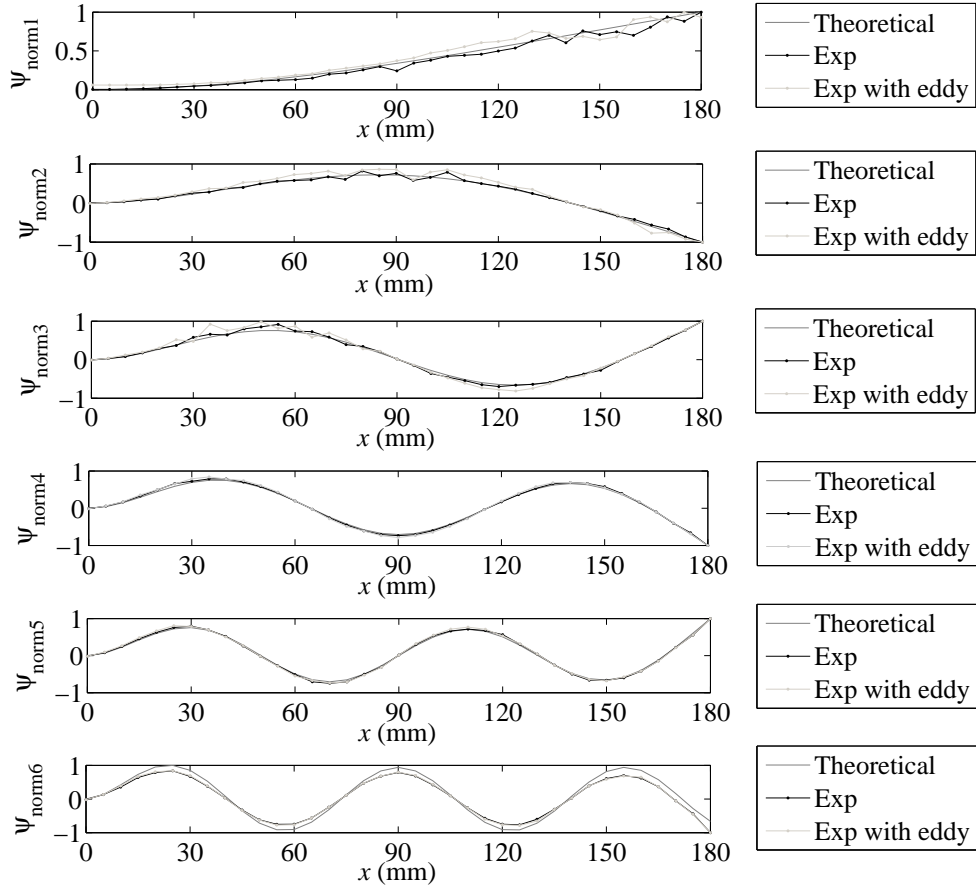 ψnorm1
1
0.5
0
0 30 60 90 120 150 180
x (mm)
Theoretical
Exp
Exp with eddy
ψnorm2
1
0
−1
0 30 60 90 120 150 180
x (mm)
Theoretical
Exp
Exp with eddy
ψnorm3
1
0
−1
0 30 60 90 120 150 180
x (mm)
Theoretical
Exp
Exp with eddy
ψnorm4
1
0
−1
0 30 60 90 120 150 180
x (mm)
Theoretical
Exp
Exp with eddy
ψnorm5
1
0
−1
0 30 60 90 120 150 180
x (mm)
Theoretical
Exp
Exp with eddy
ψnorm6
1
0
−1
0 30 60 90 120 150 180
x (mm)
Theoretical
Exp
Exp with eddy